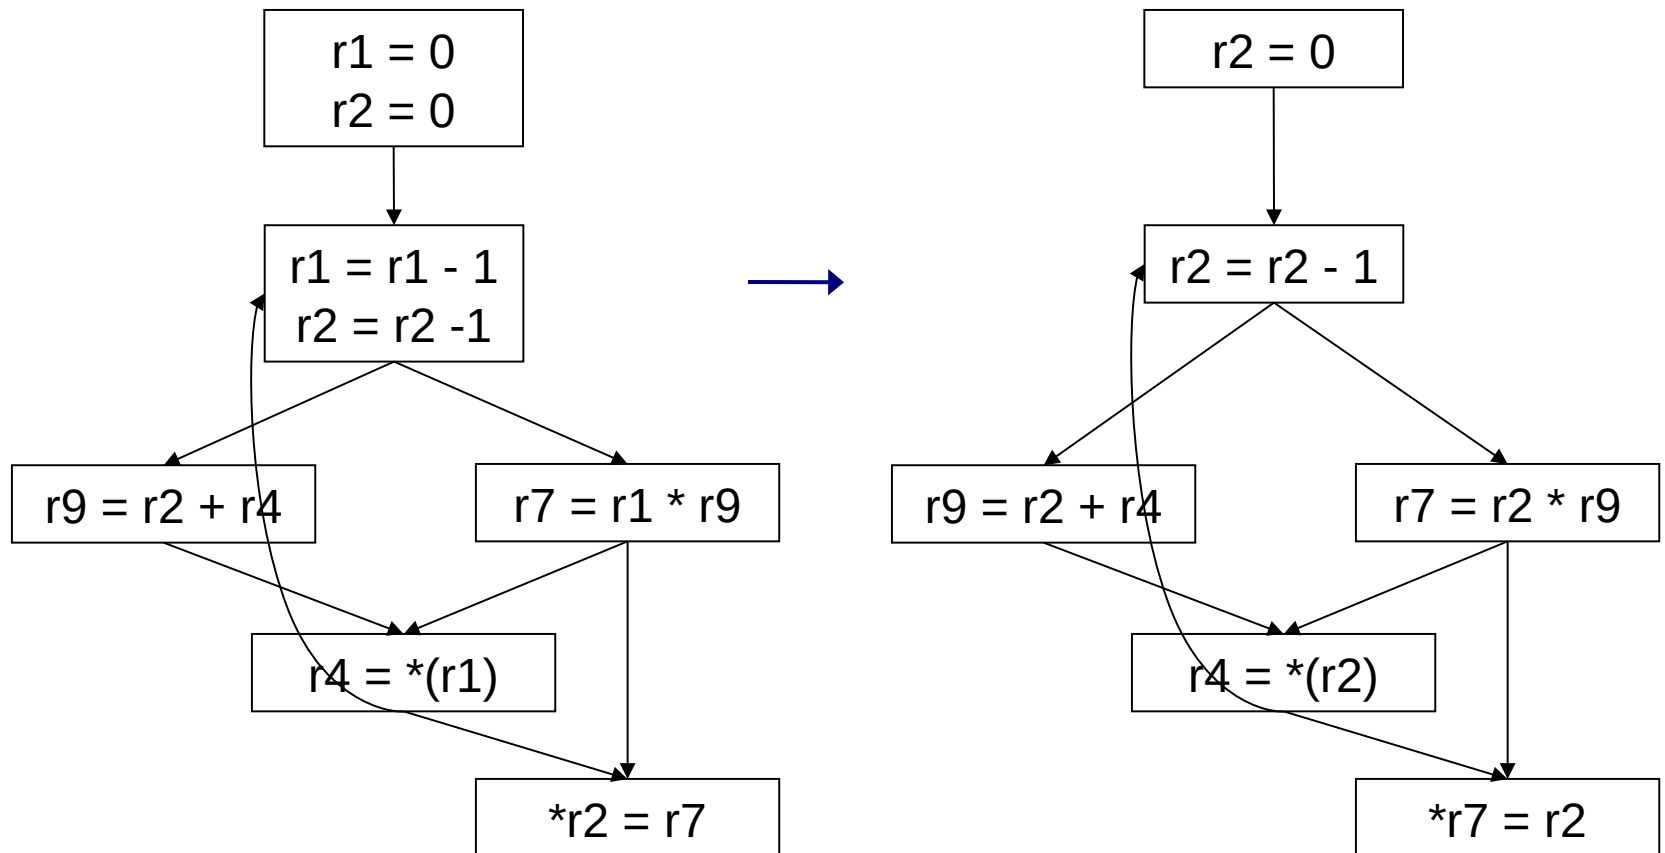 r1 = 0
r2 = 0
r1 = r1 - 1
r2 = r2 -1
r9 = r2 + r4
r7 = r1 * r9
r4 = *(r1)
*r2 = r7
r2 = 0
r2 = r2 - 1
r9 = r2 + r4
r7 = r2 * r9
r4 = *(r2)
*r7 = r2